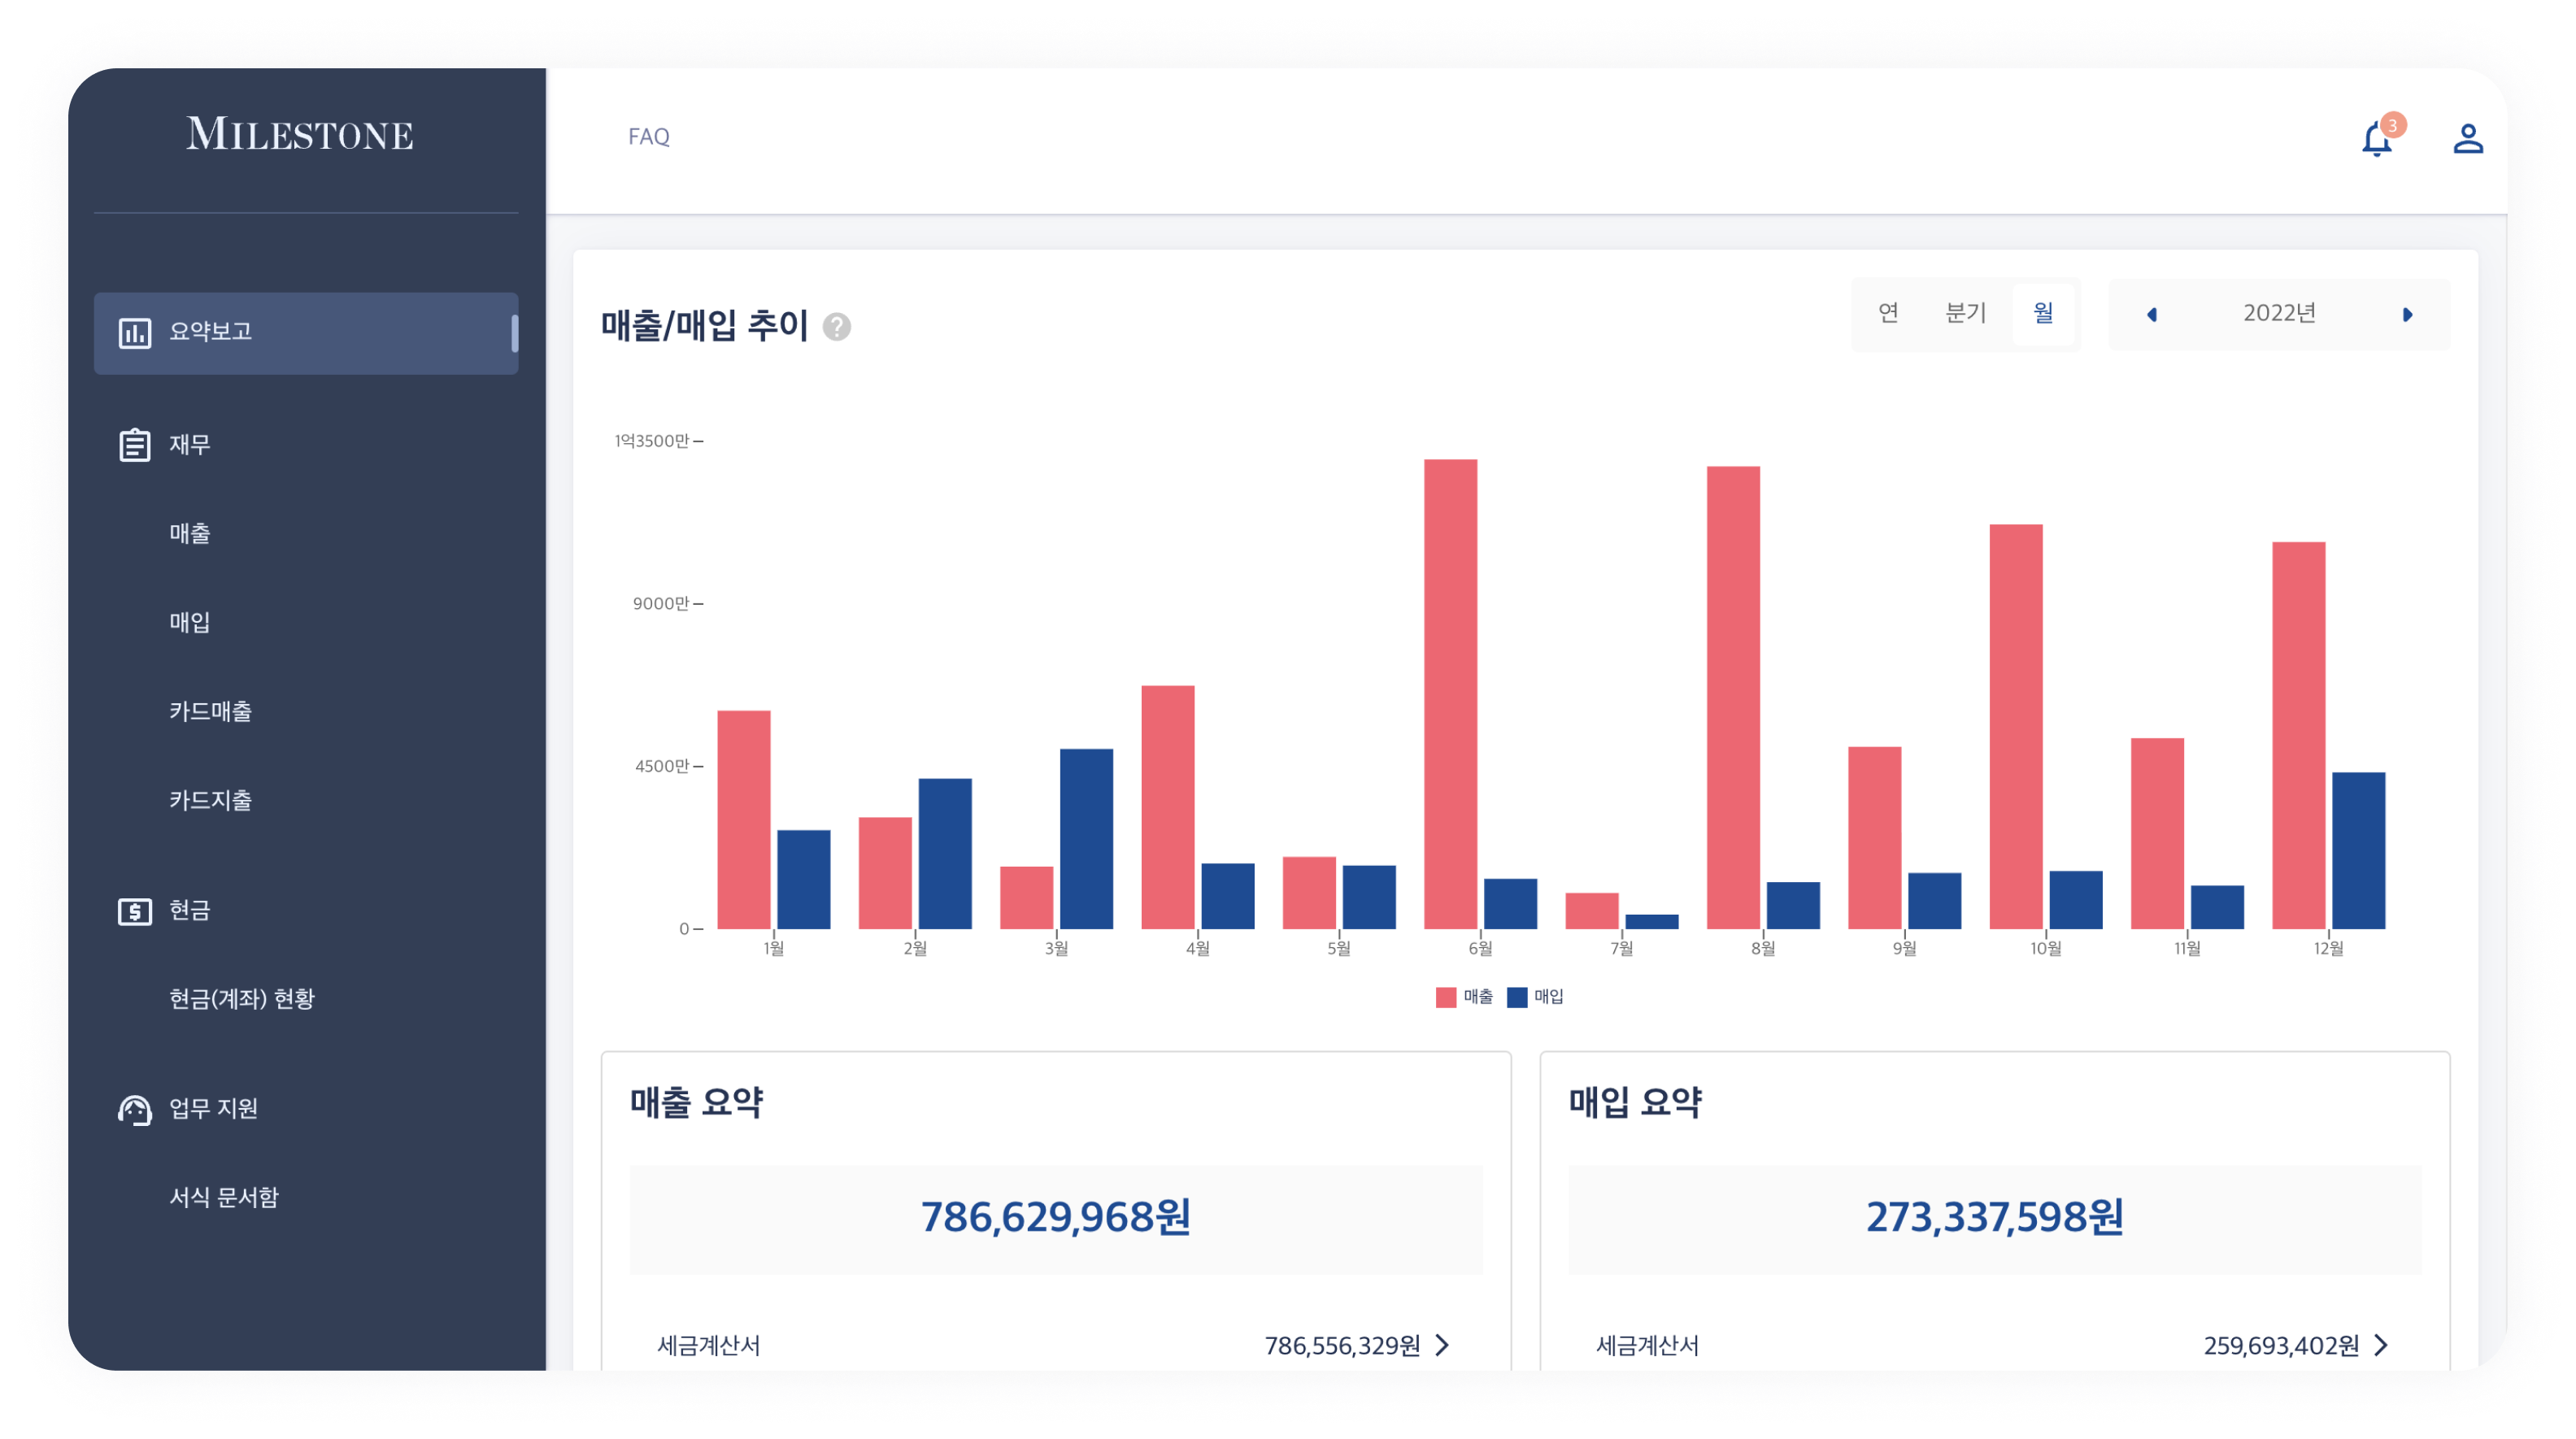 MILESTONE
FAQ
3
요약보고
재무
매출
매입
카드매출
카드지출
현금
현금(계좌) 현황
업무 지원
서식 문서함
매출/매입 추이 ?
연 분기 월
2022년
1억3500만
9000만
4500만
0
1월 2월 3월 4월 5월 6월 7월 8월 9월 10월 11월 12월
매출 매입
매출 요약
786,629,968원
세금계산서 786,556,329원
매입 요약
273,337,598원
세금계산서 259,693,402원